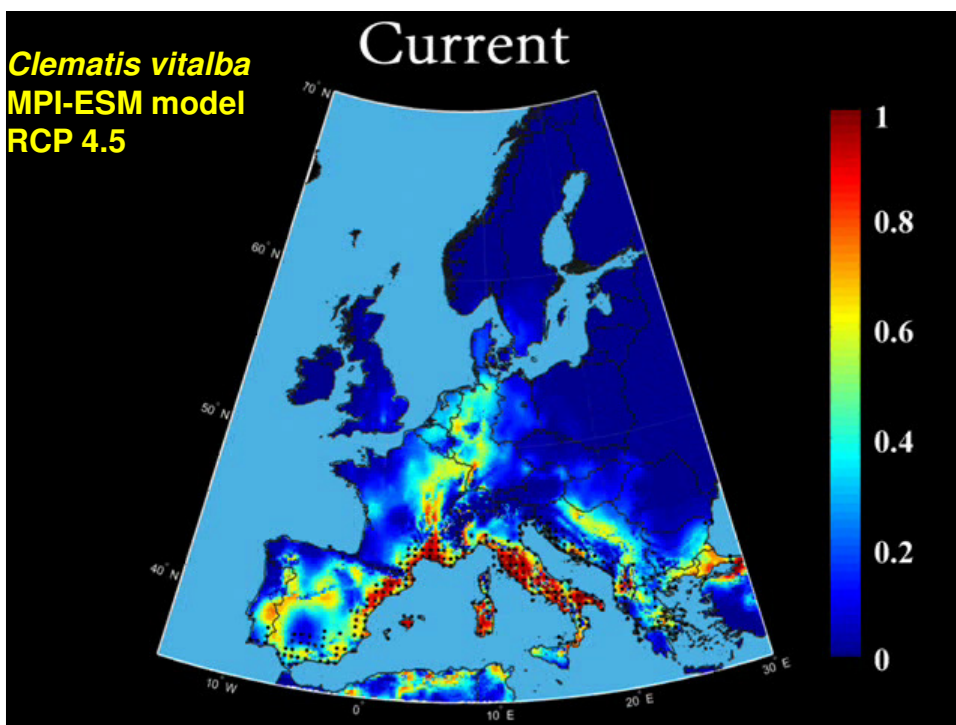 Current
Clematis vitalba
MPI-ESM model
RCP 4.5
70° N
60° N
50° N
40° N
10° W
0°
10° E
20° E
30° E
1
0.8
0.6
0.4
0.2
0